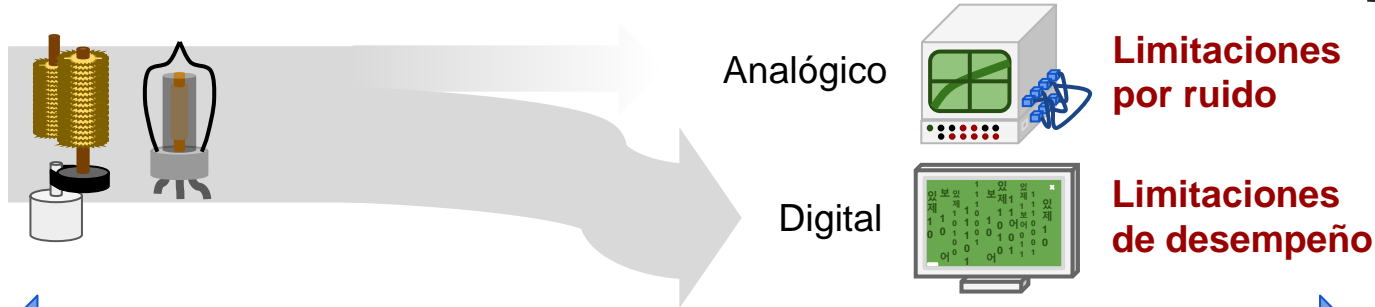 Analógico
Limitaciones
por ruido
Digital
Limitaciones
de desempeño